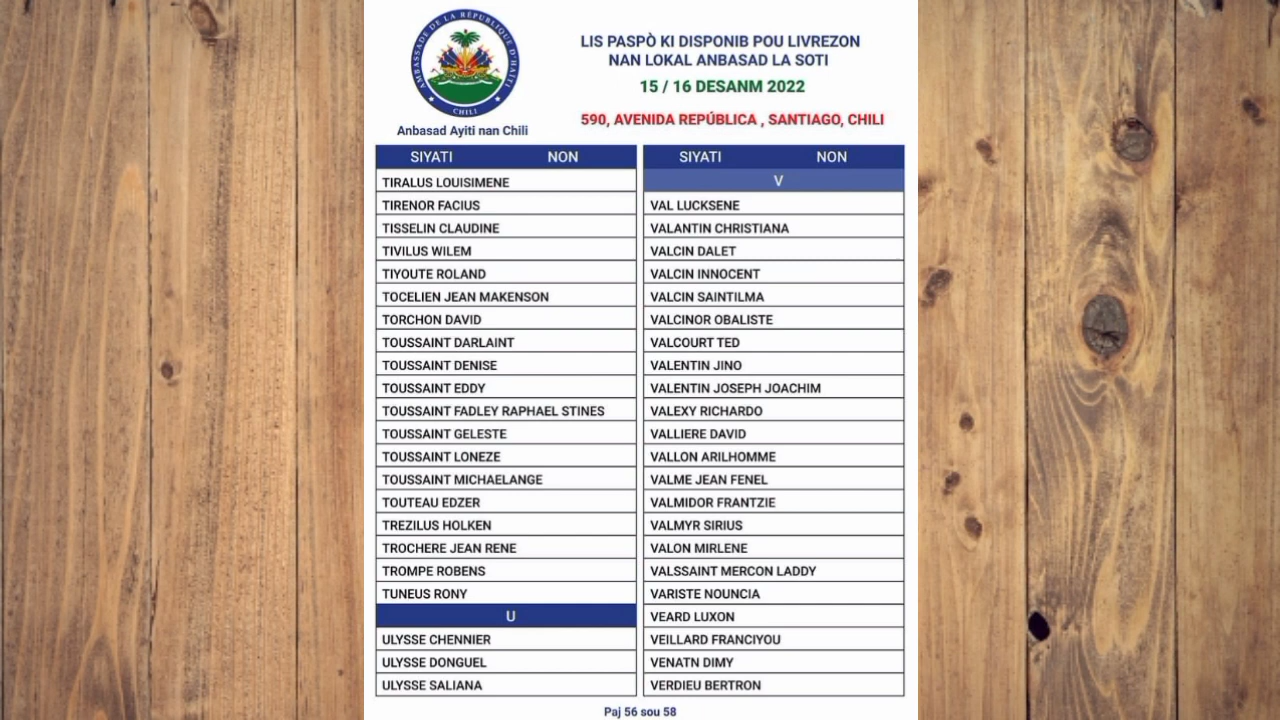 AMBASSADE DE LA RÉPUBLIQUE D'HAÏTI
CHILI
Anbasad Ayiti nan Chili
LIS PASPÒ KI DISPONIB POU LIVREZON
NAN LOKAL ANBASAD LA SOTI
15 / 16 DESANM 2022
590, AVENIDA REPÚBLICA , SANTIAGO, CHILI
SIYATI NON
TIRALUS LOUISIMENE
TIRENOR FACIUS
TISSELIN CLAUDINE
TIVILUS WILEM
TIYOUTE ROLAND
TOCELIEN JEAN MAKENSON
TORCHON DAVID
TOUSSAINT DARLAINT
TOUSSAINT DENISE
TOUSSAINT EDDY
TOUSSAINT FADLEY RAPHAEL STINES
TOUSSAINT GELESTE
TOUSSAINT LONEZE
TOUSSAINT MICHAELANGE
TOUTEAU EDZER
TREZILUS HOLKEN
TROCHERE JEAN RENE
TROMPE ROBENS
TUNEUS RONY
U
ULYSSE CHENNIER
ULYSSE DONGUEL
ULYSSE SALIANA
SIYATI NON
V
VAL LUCKSENE
VALANTIN CHRISTIANA
VALCIN DALET
VALCIN INNOCENT
VALCIN SAINTILMA
VALCINOR OBALISTE
VALCOURT TED
VALENTIN JINO
VALENTIN JOSEPH JOACHIM
VALEXY RICHARDO
VALLIERE DAVID
VALLON ARILHOMME
VALME JEAN FENEL
VALMIDOR FRANTZIE
VALMYR SIRIUS
VALON MIRLENE
VALSSAINT MERCON LADDY
VARISTE NOUNCIA
VEARD LUXON
VEILLARD FRANCIYOU
VENATN DIMY
VERDIEU BERTRON
Paj 56 sou 58